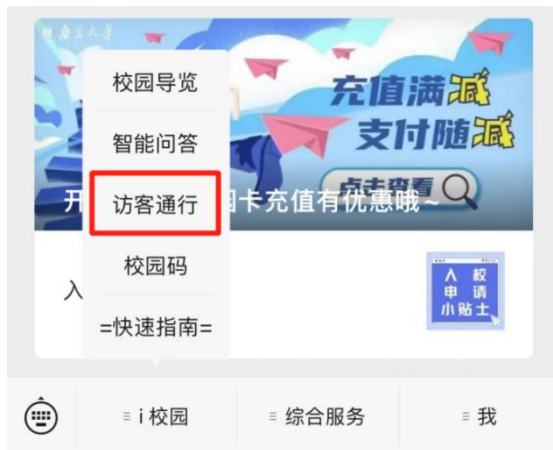 充值满减
支付随减
点击查看
开 卡充值有优惠哦~
校园导览
智能问答
访客通行
校园码
=快速指南=
入
入校
申请
小贴士
i 校园
综合服务
我